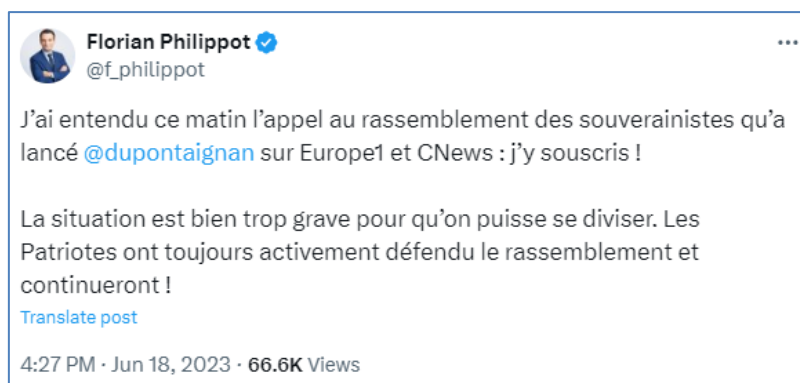 Florian Philippot
@f_philippot
J’ai entendu ce matin l’appel au rassemblement des souverainistes qu’a
lancé @dupontaignan sur Europe1 et CNews : j’y souscris !
La situation est bien trop grave pour qu’on puisse se diviser. Les
Patriotes ont toujours activement défendu le rassemblement et
continueront !
Translate post
4:27 PM · Jun 18, 2023 · 66.6K Views